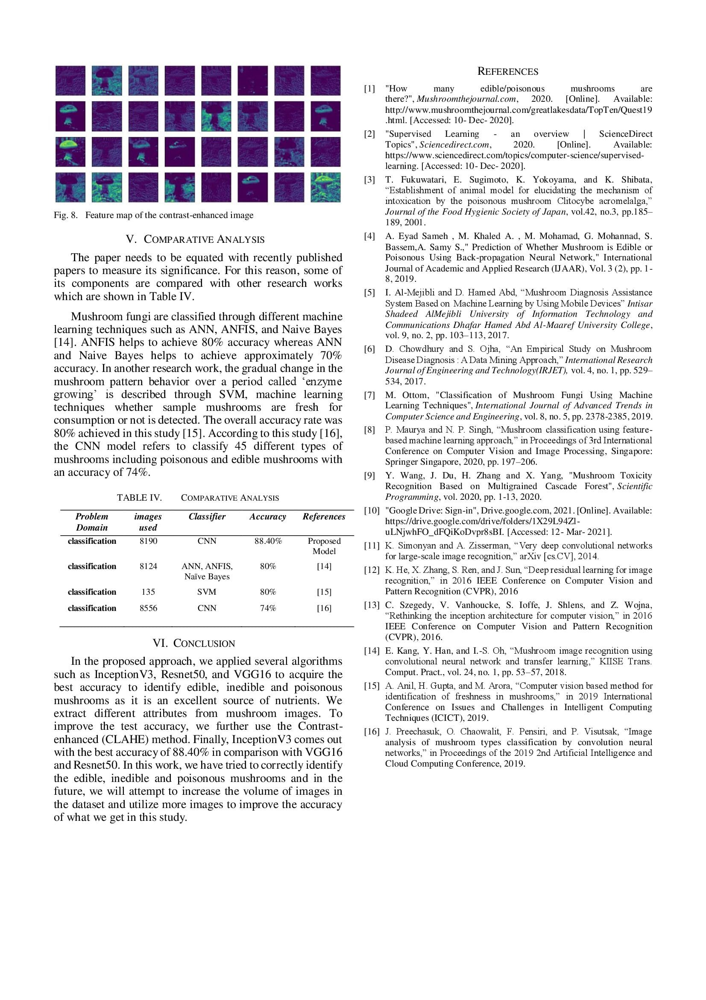 Fig. 8. Feature map of the contrast-enhanced image
V. COMPARATIVE ANALYSIS
The paper needs to be equated with recently published
papers to measure its significance. For this reason, some of
its components are compared with other research works
which are shown in Table IV.
Mushroom fungi are classified through different machine
learning techniques such as ANN, ANFIS, and Naive Bayes
[14]. ANFIS helps to achieve 80% accuracy whereas ANN
and Naive Bayes helps to achieve approximately 70%
accuracy. In another research work, the gradual change in the
mushroom pattern behavior over a period called ‘enzyme
growing’ is described through SVM, machine learning
techniques whether sample mushrooms are fresh for
consumption or not is detected. The overall accuracy rate was
80% achieved in this study [15]. According to this study [16],
the CNN model refers to classify 45 different types of
mushrooms including poisonous and edible mushrooms with
an accuracy of 74%.
TABLE IV. COMPARATIVE ANALYSIS
Problem Domain images used Classifier Accuracy References
classification 8190 CNN 88.40% Proposed Model
classification 8124 ANN, ANFIS, Naïve Bayes 80% [14]
classification 135 SVM 80% [15]
classification 8556 CNN 74% [16]
VI. CONCLUSION
In the proposed approach, we applied several algorithms
such as InceptionV3, Resnet50, and VGG16 to acquire the
best accuracy to identify edible, inedible and poisonous
mushrooms as it is an excellent source of nutrients. We
extract different attributes from mushroom images. To
improve the test accuracy, we further use the Contrast-
enhanced (CLAHE) method. Finally, InceptionV3 comes out
with the best accuracy of 88.40% in comparison with VGG16
and Resnet50. In this work, we have tried to correctly identify
the edible, inedible and poisonous mushrooms and in the
future, we will attempt to increase the volume of images in
the dataset and utilize more images to improve the accuracy
of what we get in this study.
REFERENCES
[1] "How many edible/poisonous mushrooms are
there?", Mushroomthejournal.com, 2020. [Online]. Available:
http://www.mushroomthejournal.com/greatlakesdata/TopTen/Quest19
.html. [Accessed: 10- Dec- 2020].
[2] "Supervised Learning - an overview | ScienceDirect
Topics", Sciencedirect.com, 2020. [Online]. Available:
https://www.sciencedirect.com/topics/computer-science/supervised-
learning. [Accessed: 10- Dec- 2020].
[3] T. Fukuwatari, E. Sugimoto, K. Yokoyama, and K. Shibata,
“Establishment of animal model for elucidating the mechanism of
intoxication by the poisonous mushroom Clitocybe acromelalga,”
Journal of the Food Hygienic Society of Japan, vol.42, no.3, pp.185–
189, 2001.
[4] A. Eyad Sameh , M. Khaled A. , M. Mohamad, G. Mohannad, S.
Bassem,A. Samy S.," Prediction of Whether Mushroom is Edible or
Poisonous Using Back-propagation Neural Network," International
Journal of Academic and Applied Research (IJAAR), Vol. 3 (2), pp. 1-
8, 2019.
[5] I. Al-Mejibli and D. Hamed Abd, “Mushroom Diagnosis Assistance
System Based on Machine Learning by Using Mobile Devices” Intisar
Shadeed AlMejibli University of Information Technology and
Communications Dhafar Hamed Abd Al-Maaref University College,
vol. 9, no. 2, pp. 103–113, 2017.
[6] D. Chowdhury and S. Ojha, “An Empirical Study on Mushroom
Disease Diagnosis : A Data Mining Approach,” International Research
Journal of Engineering and Technology(IRJET), vol. 4, no. 1, pp. 529–
534, 2017.
[7] M. Ottom, "Classification of Mushroom Fungi Using Machine
Learning Techniques", International Journal of Advanced Trends in
Computer Science and Engineering, vol. 8, no. 5, pp. 2378-2385, 2019.
[8] P. Maurya and N. P. Singh, “Mushroom classification using feature-
based machine learning approach,” in Proceedings of 3rd International
Conference on Computer Vision and Image Processing, Singapore:
Springer Singapore, 2020, pp. 197–206.
[9] Y. Wang, J. Du, H. Zhang and X. Yang, "Mushroom Toxicity
Recognition Based on Multigrained Cascade Forest", Scientific
Programming, vol. 2020, pp. 1-13, 2020.
[10] "Google Drive: Sign-in", Drive.google.com, 2021. [Online]. Available:
https://drive.google.com/drive/folders/1X29L94Zl-
uLNjwhFO_dFQiKoDvpr8sBI. [Accessed: 12- Mar- 2021].
[11] K. Simonyan and A. Zisserman, “Very deep convolutional networks
for large-scale image recognition,” arXiv [cs.CV], 2014.
[12] K. He, X. Zhang, S. Ren, and J. Sun, “Deep residual learning for image
recognition,” in 2016 IEEE Conference on Computer Vision and
Pattern Recognition (CVPR), 2016
[13] C. Szegedy, V. Vanhoucke, S. Ioffe, J. Shlens, and Z. Wojna,
“Rethinking the inception architecture for computer vision,” in 2016
IEEE Conference on Computer Vision and Pattern Recognition
(CVPR), 2016.
[14] E. Kang, Y. Han, and I.-S. Oh, “Mushroom image recognition using
convolutional neural network and transfer learning,” KIISE Trans.
Comput. Pract., vol. 24, no. 1, pp. 53–57, 2018.
[15] A. Anil, H. Gupta, and M. Arora, “Computer vision based method for
identification of freshness in mushrooms,” in 2019 International
Conference on Issues and Challenges in Intelligent Computing
Techniques (ICICT), 2019.
[16] J. Preechasuk, O. Chaowalit, F. Pensiri, and P. Visutsak, “Image
analysis of mushroom types classification by convolution neural
networks,” in Proceedings of the 2019 2nd Artificial Intelligence and
Cloud Computing Conference, 2019.